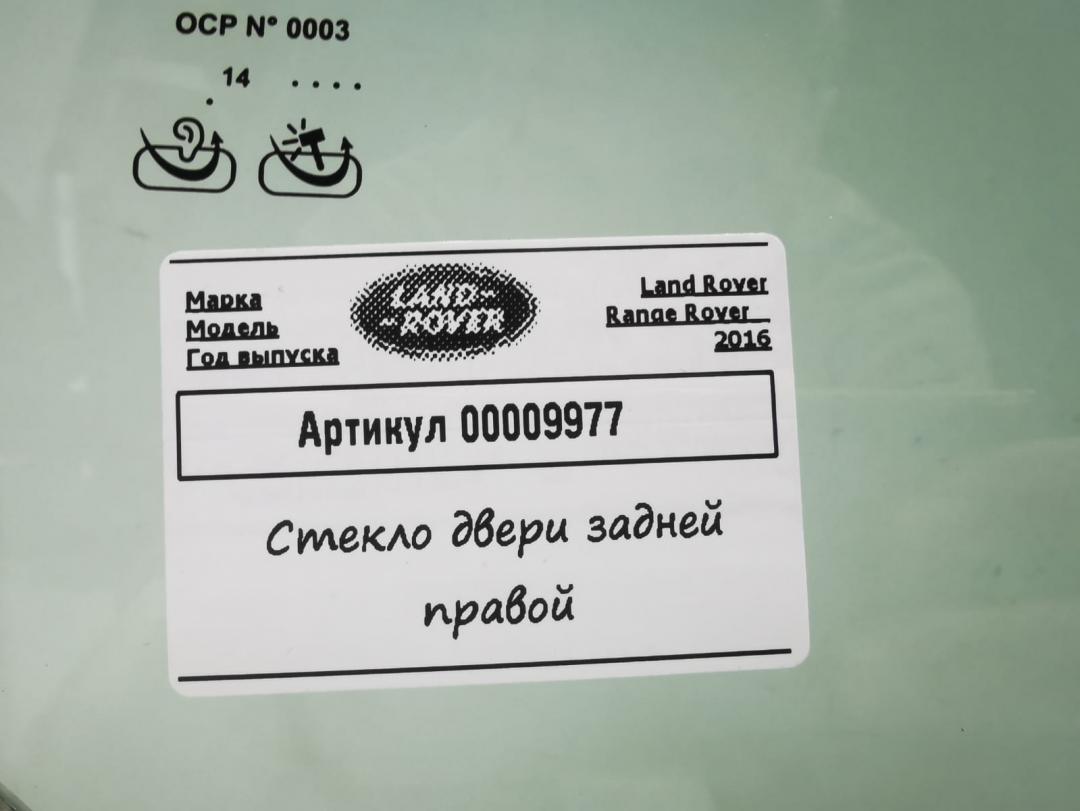 OCP N° 0003
. 14 ....
Марка
Модель
Год выпуска
LAND-
-ROVER
Land Rover
Range Rover
2016
Артикул 00009977
Стекло двери задней
правой